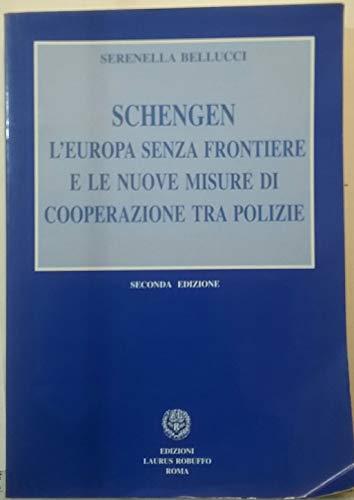 SERENELLA BELLUCCI
SCHENGEN
L'EUROPA SENZA FRONTIERE
E LE NUOVE MISURE DI
COOPERAZIONE TRA POLIZIE
SECONDA EDIZIONE
EDIZIONI
LAURUS ROBUFFO
ROMA